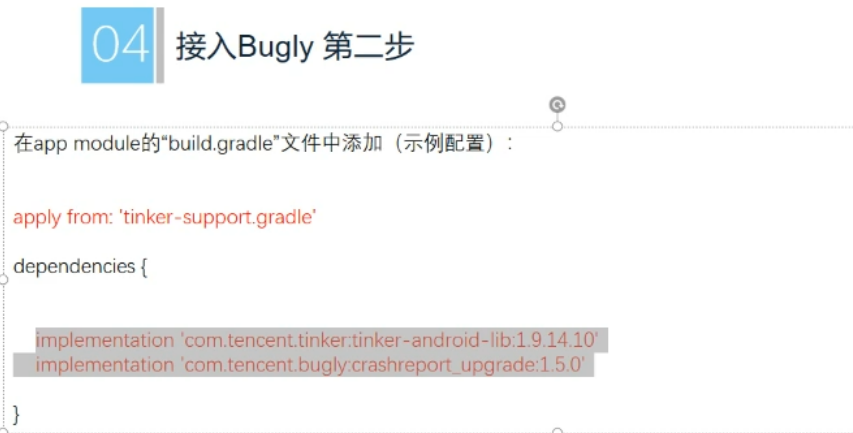 04 接入Bugly 第二步
在app module的“build.gradle”文件中添加（示例配置）:
apply from: 'tinker-support.gradle'
dependencies {
implementation 'com.tencent.tinker:tinker-android-lib:1.9.14.10'
implementation 'com.tencent.bugly:crashreport_upgrade:1.5.0'
}